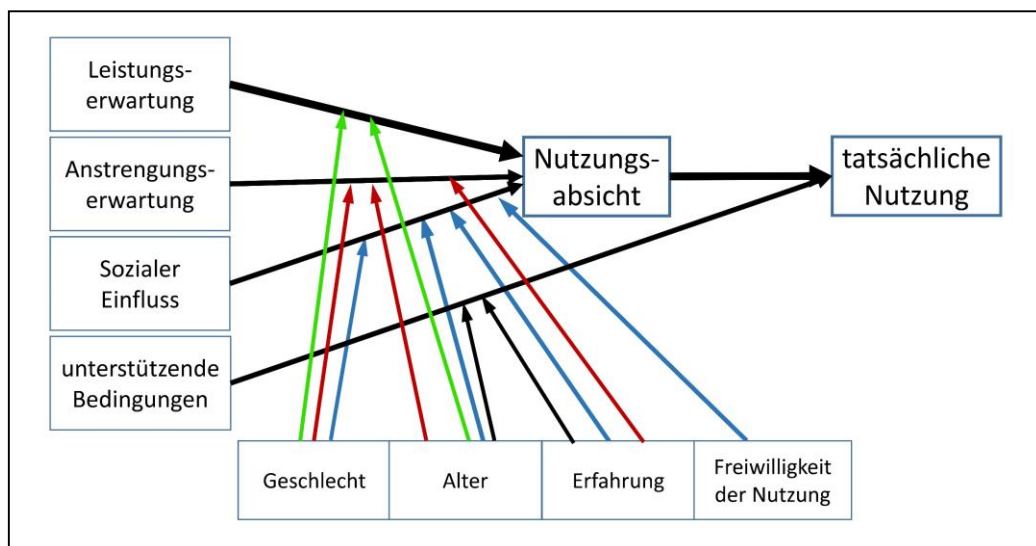 Leistungs-
erwartung
Anstrengungs-
erwartung
Sozialer
Einfluss
unterstützende
Bedingungen
Nutzungs-
absicht
tatsächliche
Nutzung
Geschlecht
Alter
Erfahrung
Freiwilligkeit
der Nutzung